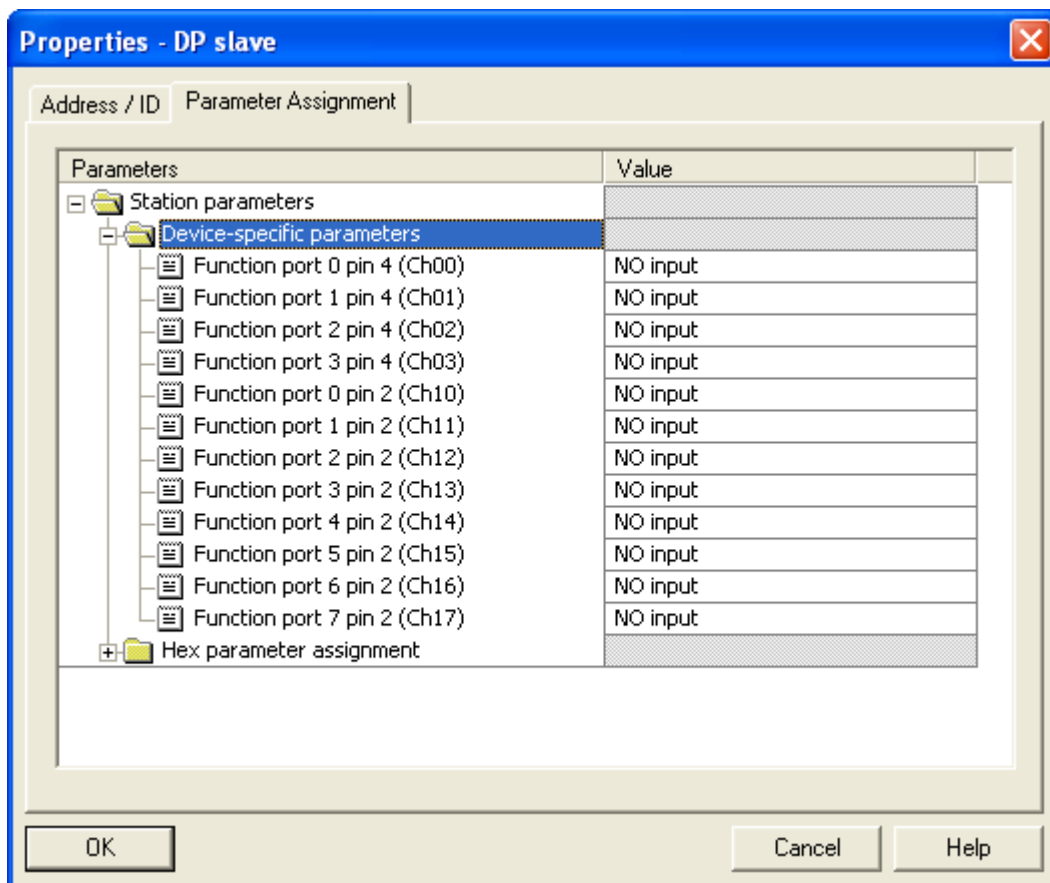 Properties - DP slave
Address / ID Parameter Assignment
Parameters Value
Station parameters
Device-specific parameters
Function port 0 pin 4 (Ch00) NO input
Function port 1 pin 4 (Ch01) NO input
Function port 2 pin 4 (Ch02) NO input
Function port 3 pin 4 (Ch03) NO input
Function port 0 pin 2 (Ch10) NO input
Function port 1 pin 2 (Ch11) NO input
Function port 2 pin 2 (Ch12) NO input
Function port 3 pin 2 (Ch13) NO input
Function port 4 pin 2 (Ch14) NO input
Function port 5 pin 2 (Ch15) NO input
Function port 6 pin 2 (Ch16) NO input
Function port 7 pin 2 (Ch17) NO input
Hex parameter assignment
OK Cancel Help